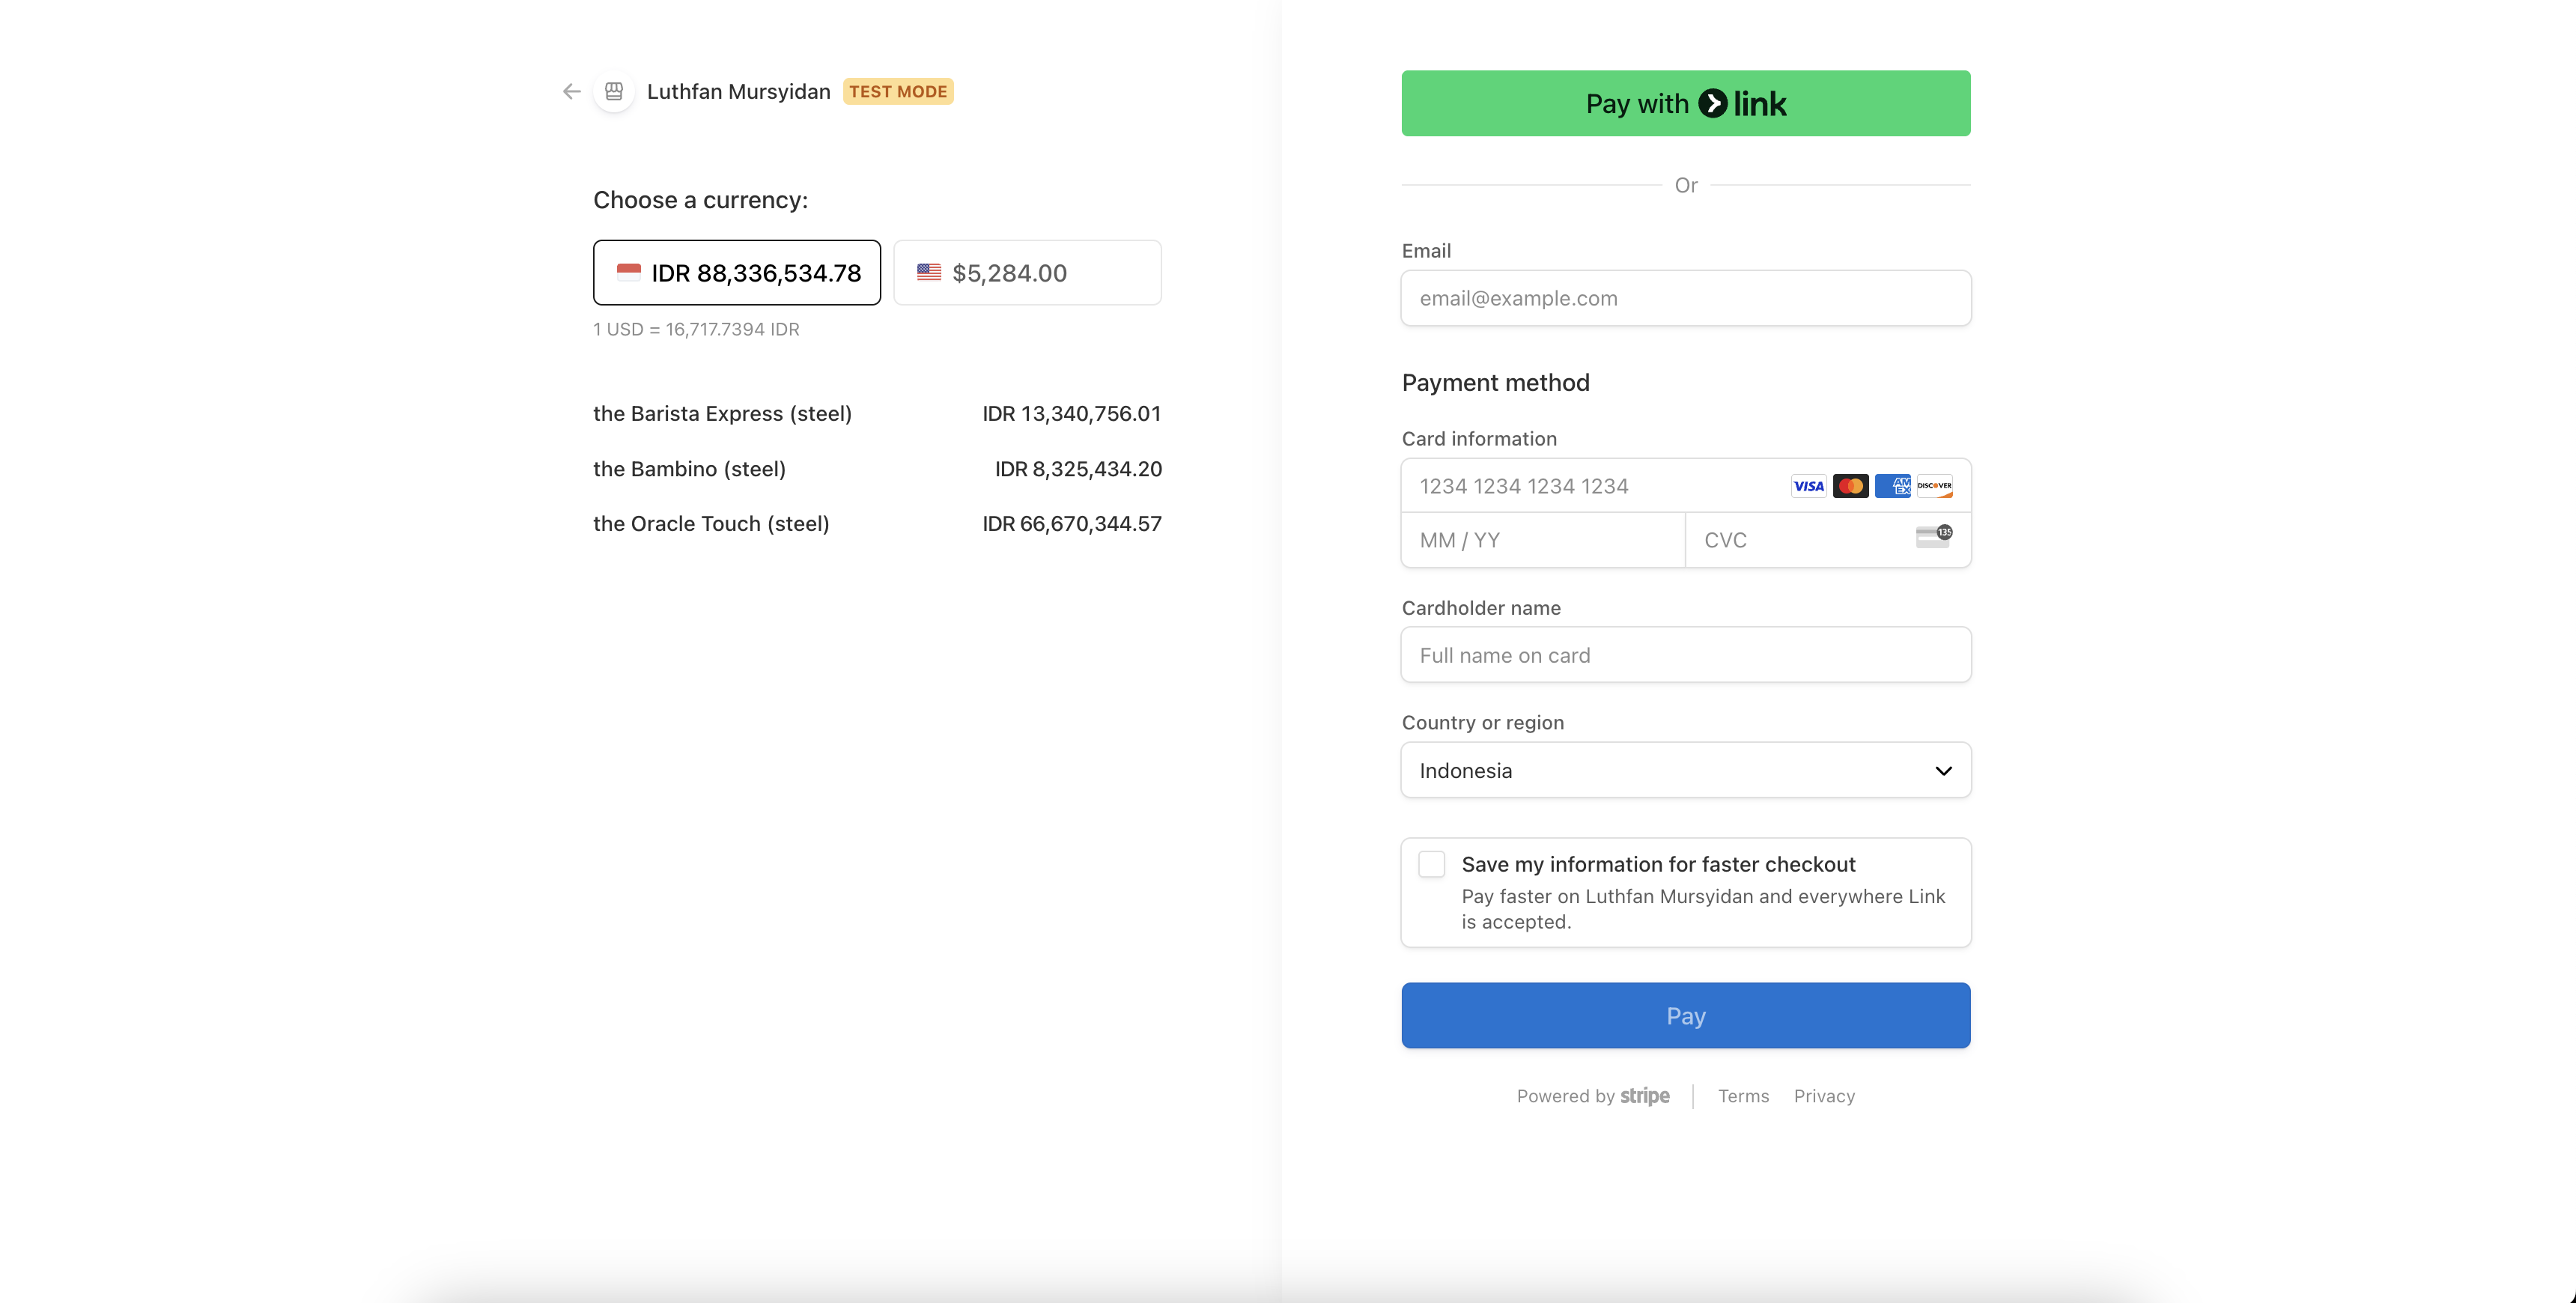 Luthfan Mursyidan TEST MODE
Choose a currency:
IDR 88,336,534.78
$5,284.00
1 USD = 16,717.7394 IDR
the Barista Express (steel) IDR 13,340,756.01
the Bambino (steel) IDR 8,325,434.20
the Oracle Touch (steel) IDR 66,670,344.57
Pay with link
Or
Email
email@example.com
Payment method
Card information
1234 1234 1234 1234 VISA AM EX DISCOVER
MM / YY
CVC 135
Cardholder name
Full name on card
Country or region
Indonesia
Save my information for faster checkout
Pay faster on Luthfan Mursyidan and everywhere Link
is accepted.
Pay
Powered by stripe Terms Privacy